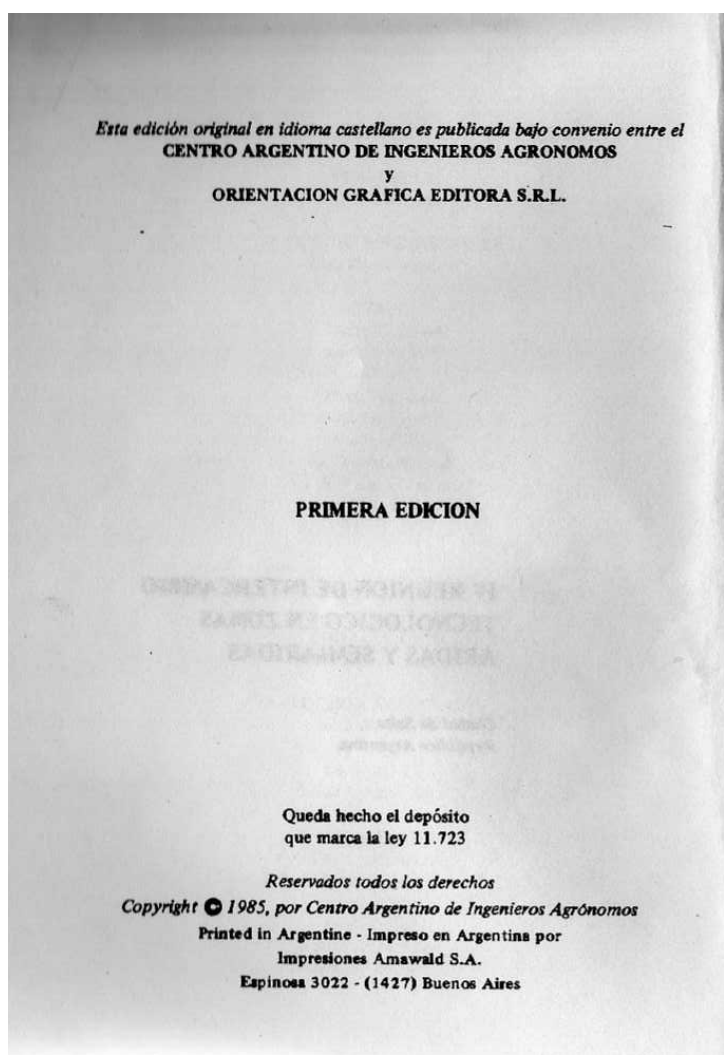 Esta edición original en idioma castellano es publicada bajo convenio entre el
CENTRO ARGENTINO DE INGENIEROS AGRONOMOS
y
ORIENTACION GRAFICA EDITORA S.R.L.
PRIMERA EDICION
Queda hecho el depósito
que marca la ley 11.723
Reservados todos los derechos
Copyright © 1985, por Centro Argentino de Ingenieros Agrónomos
Printed in Argentine - Impreso en Argentina por
Impresiones Amawald S.A.
Espinosa 3022 - (1427) Buenos Aires